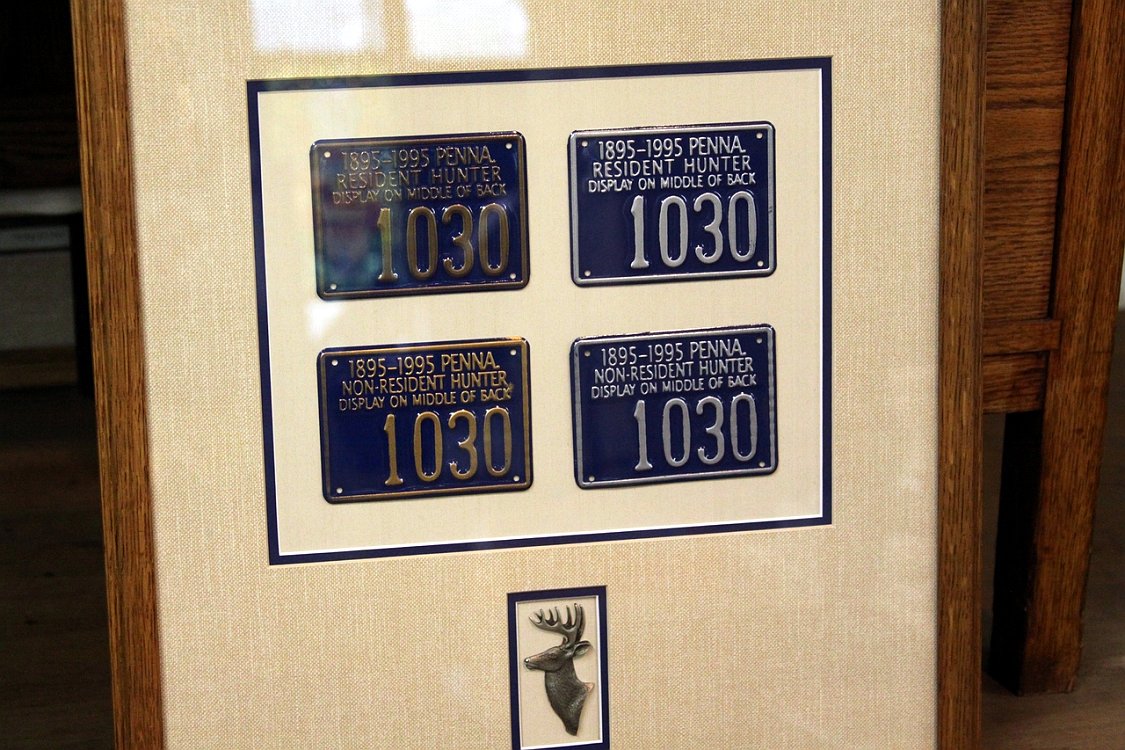 1895-1995 PENNA.
RESIDENT HUNTER
DISPLAY ON MIDDLE OF BACK
1030
1895-1995 PENNA.
RESIDENT HUNTER
DISPLAY ON MIDDLE OF BACK
1030
1895-1995 PENNA.
NON-RESIDENT HUNTER
DISPLAY ON MIDDLE OF BACK
1030
1895-1995 PENNA.
NON-RESIDENT HUNTER
DISPLAY ON MIDDLE OF BACK
1030